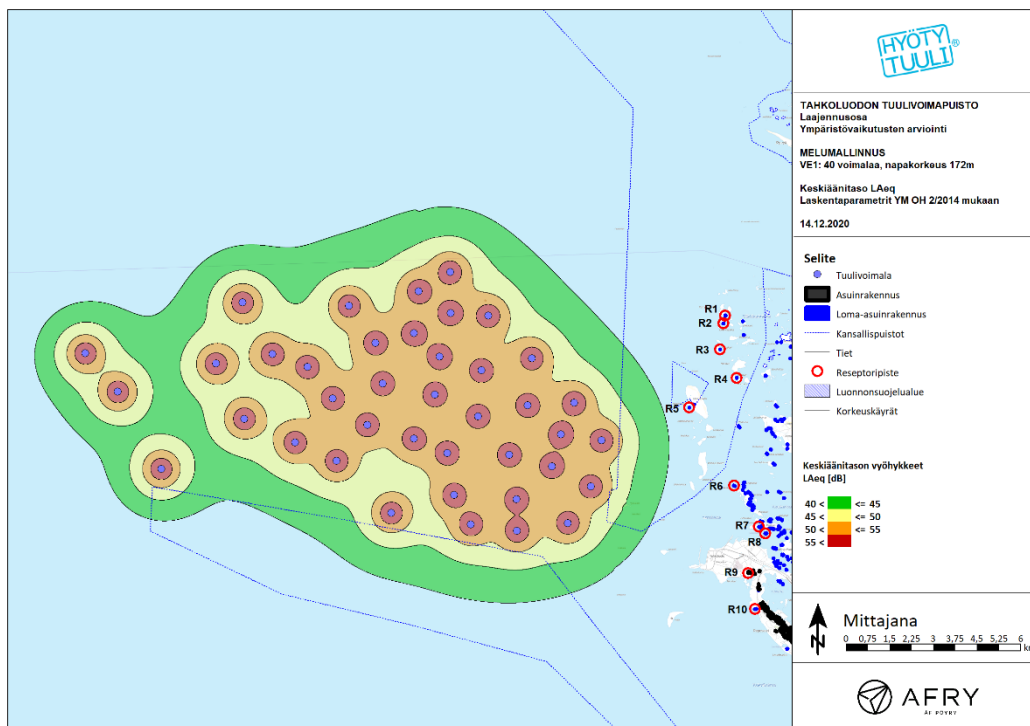 HYÖTY
TUULI®
TAHKOLUODON TUULIVOIMAPUISTO
Laajennusosa
Ympäristövaikutusten arviointi
MELUMALLINNUS
VE1: 40 voimalaa, napakorkeus 172m
Keskiäänitaso LAeq
Laskentaparametrit YM OH 2/2014 mukaan
14.12.2020
Selite
Tuulivoimala
Asuinrakennus
Loma-asuinrakennus
Kansallispuistot
Tiet
Reseptoripiste
Luonnonsuojelualue
Korkeuskäyrät
Keskiäänitason vyöhykkeet
LAeq [dB]
40 < <= 45
45 < <= 50
50 < <= 55
55 <
N
Mittajana
0 0,75 1,5 2,25 3 3,75 4,5 5,25 6
km
AFRY
ÅF PÖYRY
R1
R2
R3
R4
R5
R6
R7
R8
R9
R10